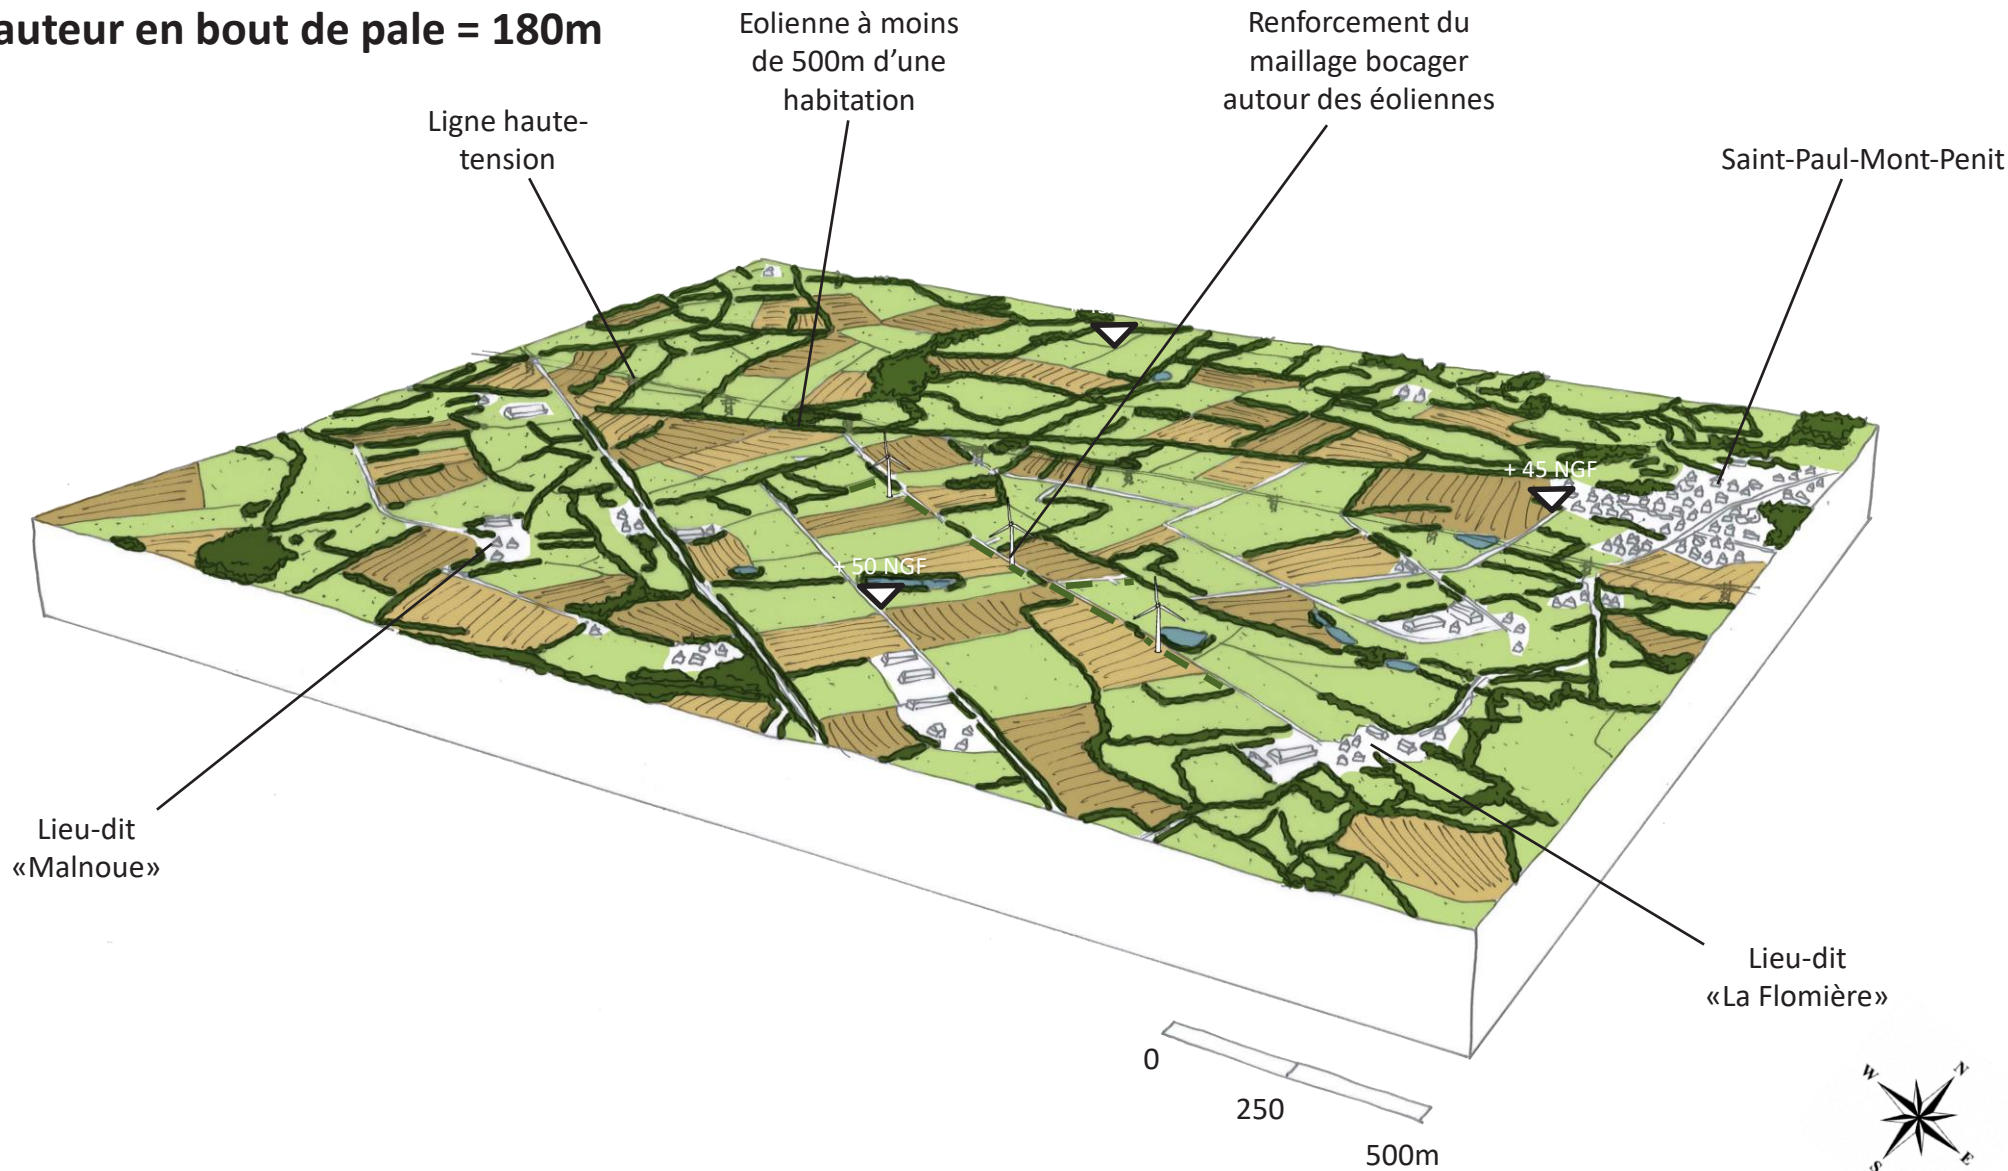 auteur en bout de pale = 180m
Eolienne à moins
de 500m d’une
habitation
Renforcement du
maillage bocager
autour des éoliennes
Ligne haute-
tension
Saint-Paul-Mont-Penit
+ 45 NGF
+ 50 NGF
Lieu-dit
«Malnoue»
Lieu-dit
«La Flomière»
0
250
500m
W
N
S
E